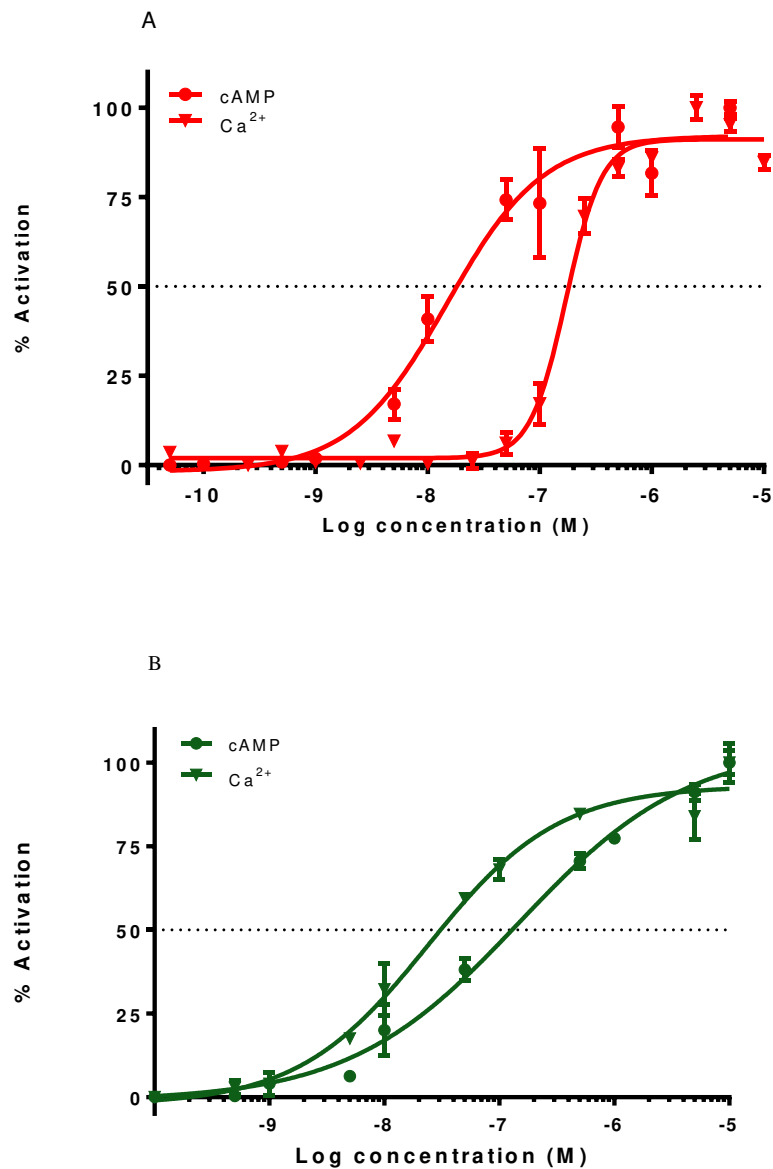 A
cAMP
Ca2+
100
75
50
25
0
% Activation
-10 -9 -8 -7 -6 -5
Log concentration (M)
B
cAMP
Ca2+
100
75
50
25
0
% Activation
-9 -8 -7 -6 -5
Log concentration (M)